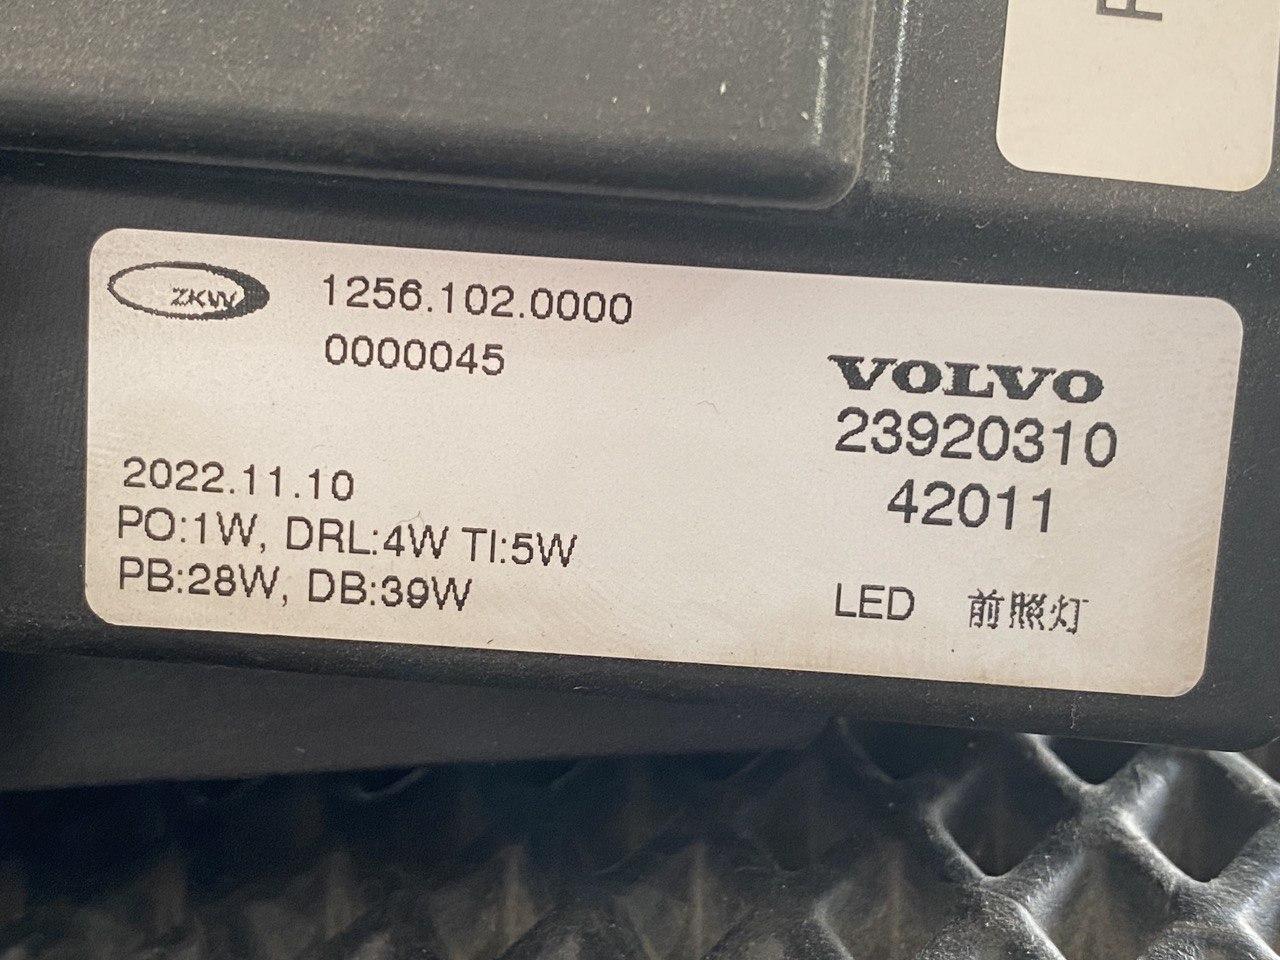 ZKW
1256.102.0000
0000045
VOLVO
23920310
42011
2022.11.10
PO:1W, DRL:4W TI:5W
PB:28W, DB:39W
LED 前照灯